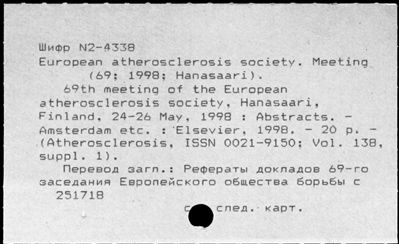 Шифр N2-4338
European atherosclerosis society. Meeting
(69; 1998; Hanasaari).
69th meeting of the European
atherosclerosis society, Hanasaari,
Finland, 24-26 May, 1998 : Abstracts. -
Amsterdam etc. : Elsevier, 1998. - 20 p. -
(Atherosclerosis, ISSN 0021-9150; Vol. 138,
suppl. 1).
Перевод загл.: Рефераты докладов 69-го
заседания Европейского общества борьбы с
251718
след. карт.